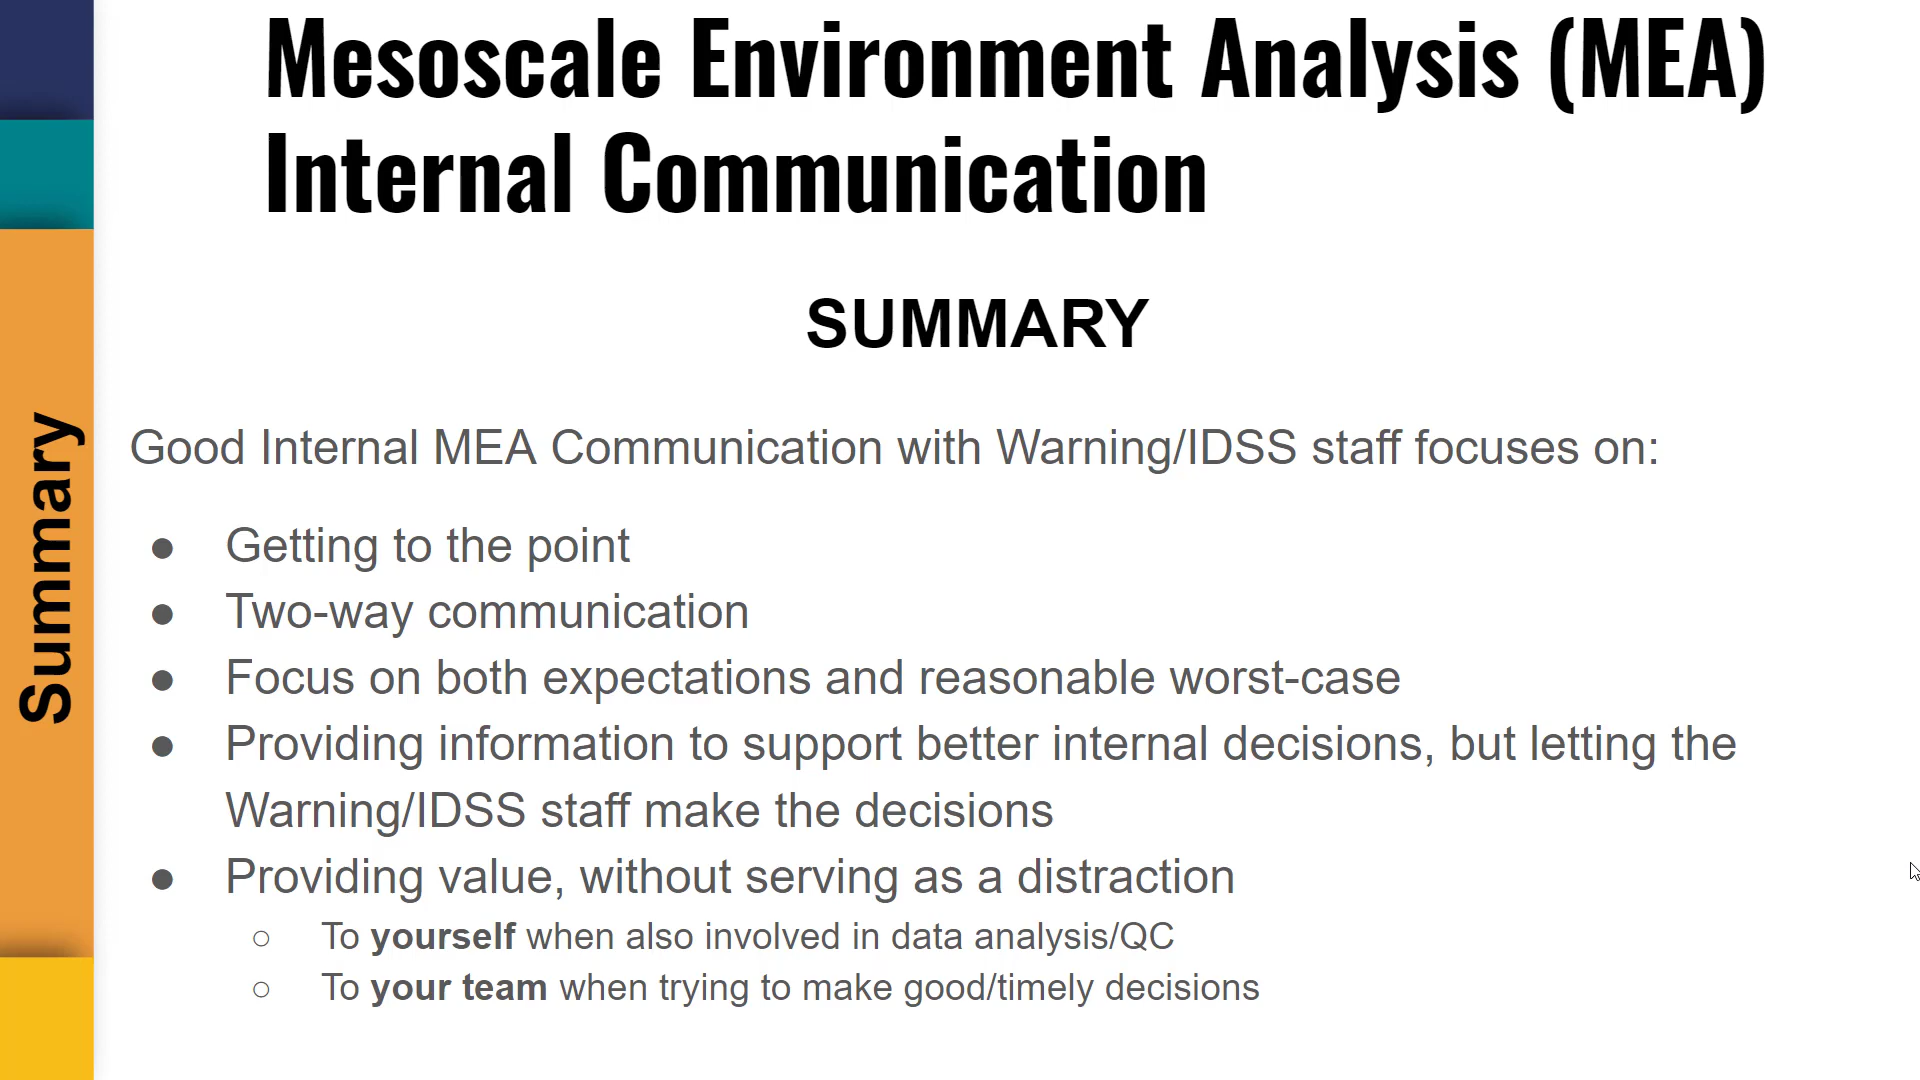 Mesoscale Environment Analysis (MEA)
Internal Communication
SUMMARY
Summary
Good Internal MEA Communication with Warning/IDSS staff focuses on:
● Getting to the point
● Two-way communication
● Focus on both expectations and reasonable worst-case
● Providing information to support better internal decisions, but letting the
Warning/IDSS staff make the decisions
● Providing value, without serving as a distraction
○ To yourself when also involved in data analysis/QC
○ To your team when trying to make good/timely decisions